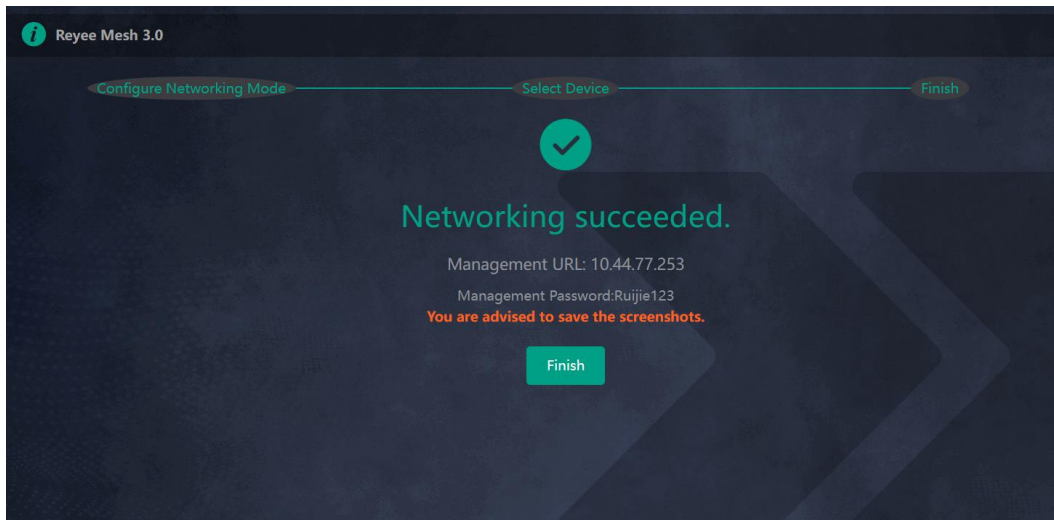 i Reyee Mesh 3.0
Configure Networking Mode Select Device Finish
Networking succeeded.
Management URL: 10.44.77.253
Management Password:Ruijie123
You are advised to save the screenshots.
Finish